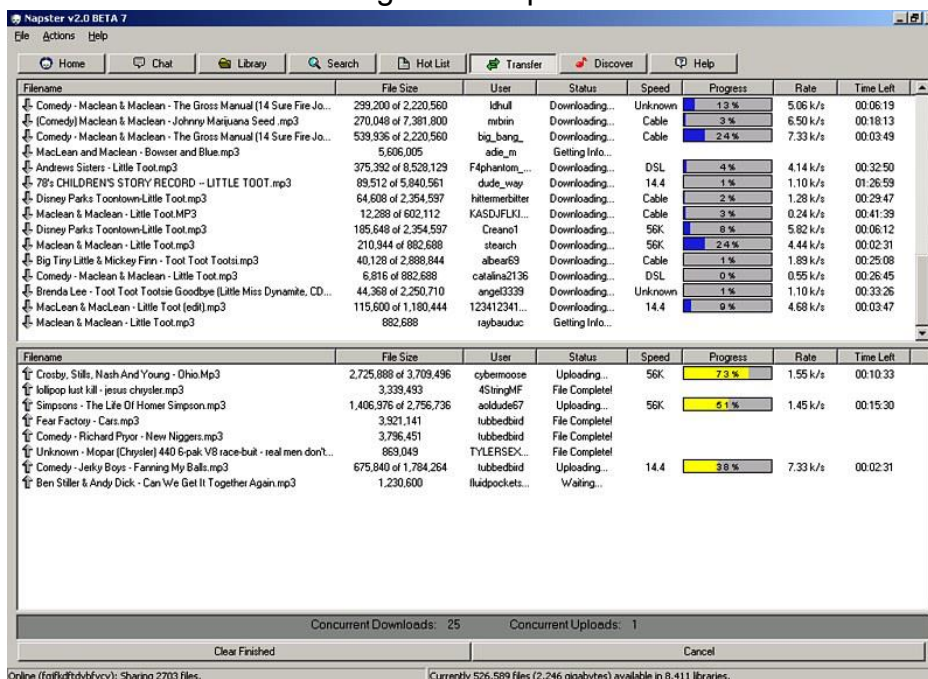 Napster v2.0 BETA 7
File Actions Help
Home Chat Library Search Hot List Transfer Discover Help
Filename File Size User Status Speed Progress Rate Time Left
Comedy - Maclean & Maclean - The Gross Manual (14 Sure Fire Jo... 299,200 of 2,220,560 ldhull Downloading... Unknown 13 % 5.06 k/s 00:06:19
(Comedy) Maclean & Maclean - Johnny Marijuana Seed .mp3 270,048 of 7,381,800 mrbrin Downloading... Cable 3 % 6.50 k/s 00:18:13
Comedy - Maclean & Maclean - The Gross Manual (14 Sure Fire Jo... 539,936 of 2,220,560 big_bang_ Downloading... Cable 24 % 7.33 k/s 00:03:49
MacLean and Maclean - Bowser and Blue.mp3 5,606,005 adie_m Getting Info...
Andrews Sisters - Little Toot.mp3 375,392 of 8,528,129 F4phantom_... Downloading... DSL 4 % 4.14 k/s 00:32:50
78's CHILDREN'S STORY RECORD -- LITTLE TOOT.mp3 89,512 of 5,840,561 dude_way Downloading... 14.4 1 % 1.10 k/s 01:26:59
Disney Parks Toontown-Little Toot.mp3 64,608 of 2,354,597 hittermerbitter Downloading... Cable 2 % 1.28 k/s 00:29:47
Maclean & Maclean - Little Toot.MP3 12,288 of 602,112 KASDJFLKI... Downloading... Cable 3 % 0.24 k/s 00:41:39
Disney Parks Toontown-Little Toot.mp3 185,648 of 2,354,597 Creano1 Downloading... 56K 8 % 5.82 k/s 00:06:12
Maclean & Maclean - Little Toot.mp3 210,944 of 882,688 stearch Downloading... 56K 24 % 4.44 k/s 00:02:31
Big Tiny Little & Mickey Finn - Toot Toot Tootsi.mp3 40,128 of 2,888,844 albear69 Downloading... Cable 1 % 1.89 k/s 00:25:08
Comedy - Maclean & Maclean - Little Toot.mp3 6,816 of 882,688 catalina2136 Downloading... DSL 0 % 0.55 k/s 00:26:45
Brenda Lee - Toot Toot Tootsie Goodbye (Little Miss Dynamite, CD... 44,368 of 2,250,710 angel3339 Downloading... Unknown 1 % 1.10 k/s 00:33:26
MacLean & MacLean - Little Toot (edit).mp3 115,600 of 1,180,444 123412341... Downloading... 14.4 9 % 4.68 k/s 00:03:47
Maclean & Maclean - Little Toot.mp3 882,688 raybauduc Getting Info...
Filename File Size User Status Speed Progress Rate Time Left
Crosby, Stills, Nash And Young - Ohio.Mp3 2,725,888 of 3,709,496 cybermoose Uploading... 56K 73 % 1.55 k/s 00:10:33
lollipop lust kill - jesus chrysler.mp3 3,339,493 4StringMF File Complete!
Simpsons - The Life Of Homer Simpson.mp3 1,406,976 of 2,756,736 aoldude67 Uploading... 56K 51 % 1.45 k/s 00:15:30
Fear Factory - Cars.mp3 3,921,141 tubbedbird File Complete!
Comedy - Richard Pryor - New Niggers.mp3 3,796,451 tubbedbird File Complete!
Unknown - Mopar (Chrysler) 440 6-pak V8 race-buit - real men don't... 869,049 TYLERSEX... File Complete!
Comedy - Jerky Boys - Fanning My Balls.mp3 675,840 of 1,784,264 tubbedbird Uploading... 14.4 38 % 7.33 k/s 00:02:31
Ben Stiller & Andy Dick - Can We Get It Together Again.mp3 1,230,600 fluidpockets... Waiting...
Concurrent Downloads: 25 Concurrent Uploads: 1
Clear Finished Cancel
Sharing 2703 files. Currently 526,589 files (2,246 gigabytes) available in 8,411 libraries.